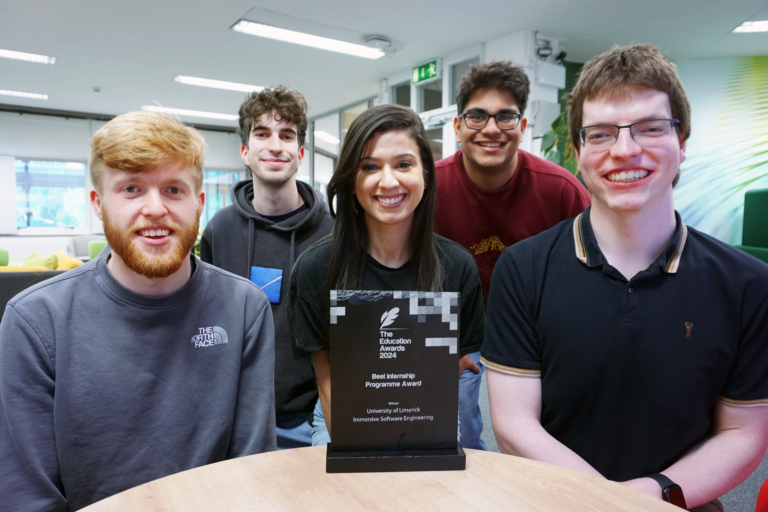 THE
NORTH
FACE
The
Education
Awards
2024
Best Internship
Programme Award
Winner
University of Limerick
Immersive Software Engineering